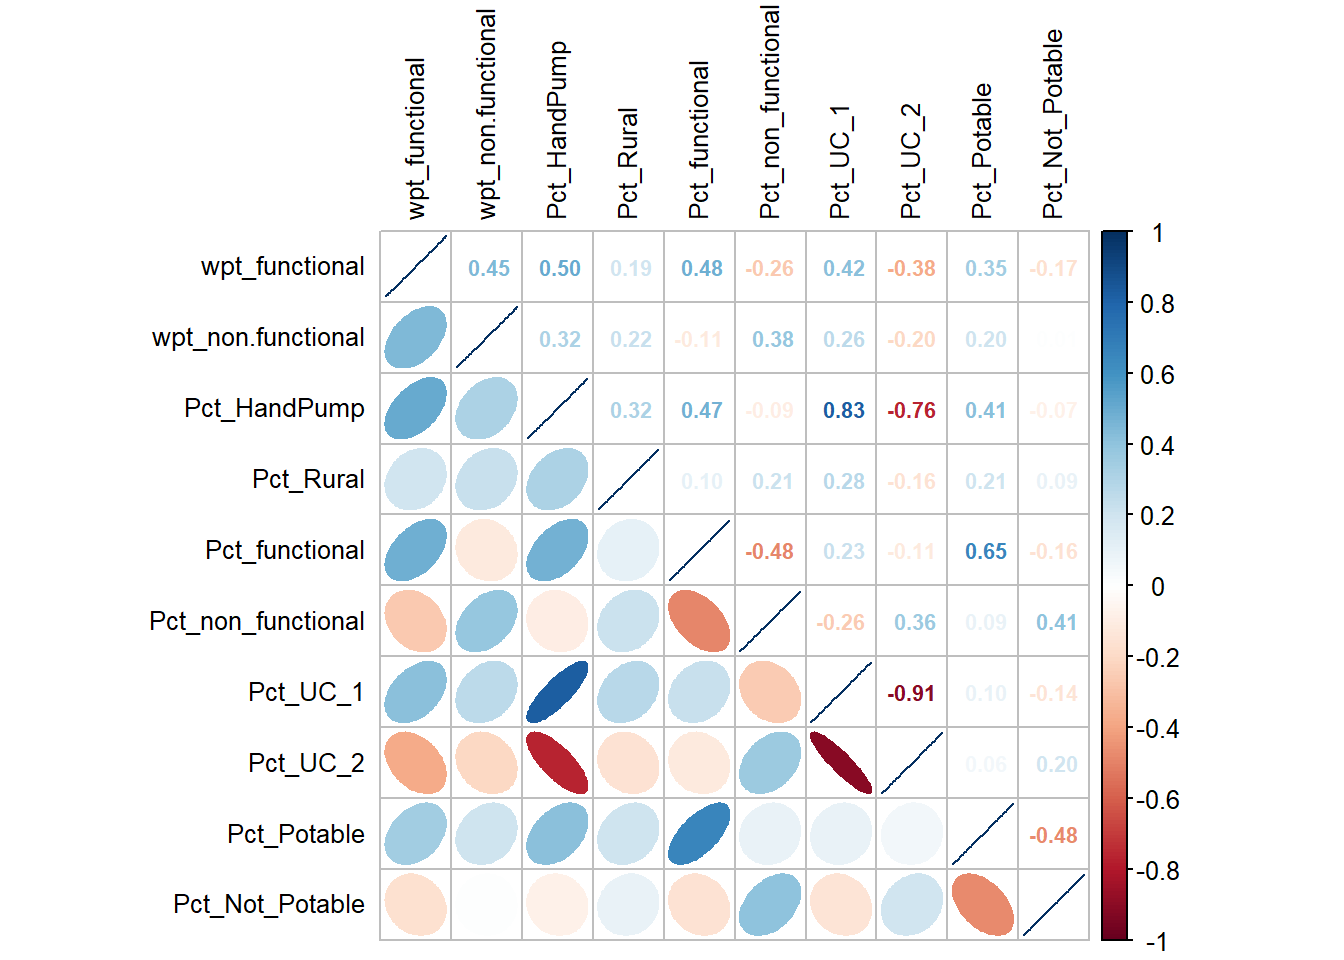 wpt_functional
wpt_non.functional
Pct_HandPump
Pct_Rural
Pct_functional
Pct_non_functional
Pct_UC_1
Pct_UC_2
Pct_Potable
Pct_Not_Potable
wpt_functional 0.45 0.50 0.19 0.48 -0.26 0.42 -0.38 0.35 -0.17
wpt_non.functional 0.32 0.22 -0.11 0.38 0.26 -0.20 0.20
Pct_HandPump 0.32 0.47 -0.09 0.83 -0.76 0.41 -0.07
Pct_Rural 0.10 0.21 0.28 -0.16 0.21 0.09
Pct_functional -0.48 0.23 -0.11 0.65 -0.16
Pct_non_functional -0.26 0.36 0.09 0.41
Pct_UC_1 -0.91 0.10 -0.14
Pct_UC_2 0.06 0.20
Pct_Potable -0.48
Pct_Not_Potable
1
0.8
0.6
0.4
0.2
0
-0.2
-0.4
-0.6
-0.8
-1